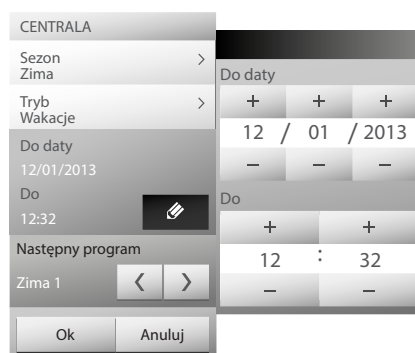 CENTRALA
Sezon
Zima
Tryb
Wakacje
Do daty
12/01/2013
Do
12:32
Następny program
Zima 1
Ok Anuluj
Do daty
+ + +
12 / 01 / 2013
− − −
Do
+ +
12 : 32
− −